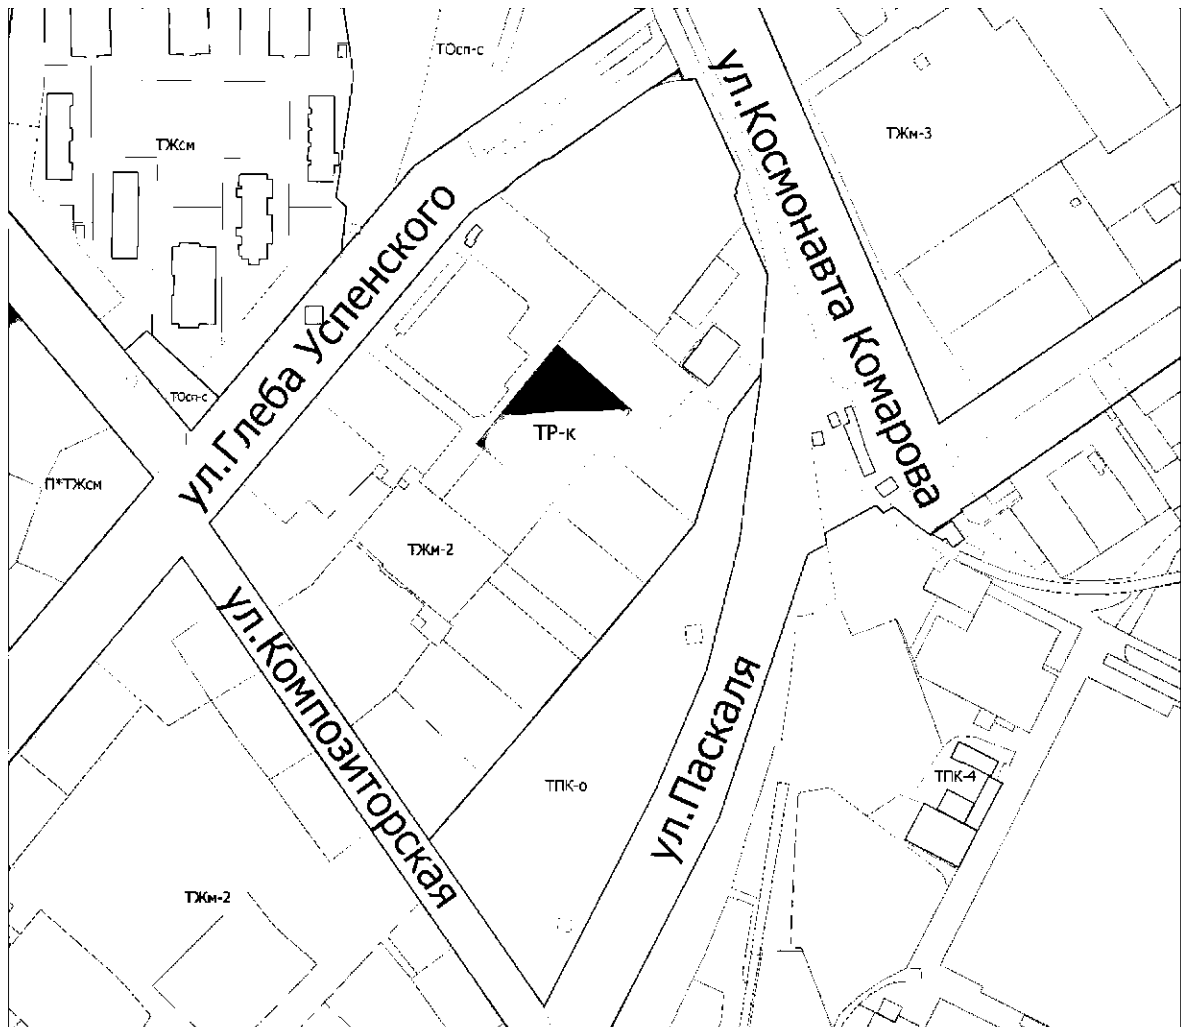 ТОсп-с
ул.Космонавта Комарова
ТЖм-3
ТЖсм
ул.Глеба Успенского
ТОсп-с
ТР-к
П*ТЖсм
ТЖм-2
ул.Композиторская
ул.Паскаля
ТПК-о
ТПК-4
ТЖм-2